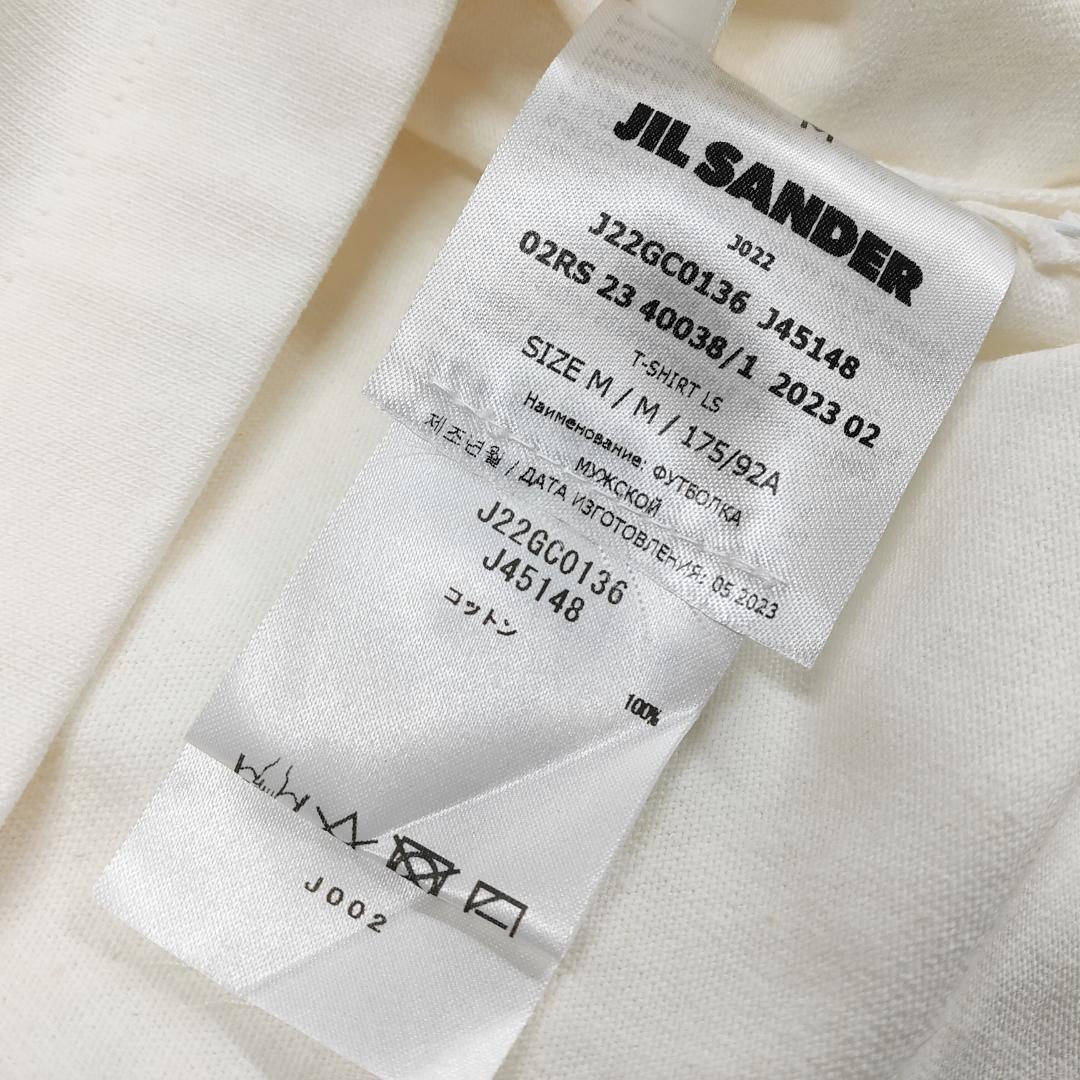 M
JIL SANDER
J022
J22GC0136 J45148
02RS 23 40038/1 2023 02
T-SHIRT LS
SIZE M / M / 175/92A
Наименование: ФУТБОЛКА
МУЖСКОЙ
제조년월 / ДАТА ИЗГОТОВЛЕНИЯ: 05.2023
J22GC0136
J45148
コットン
100%
J002